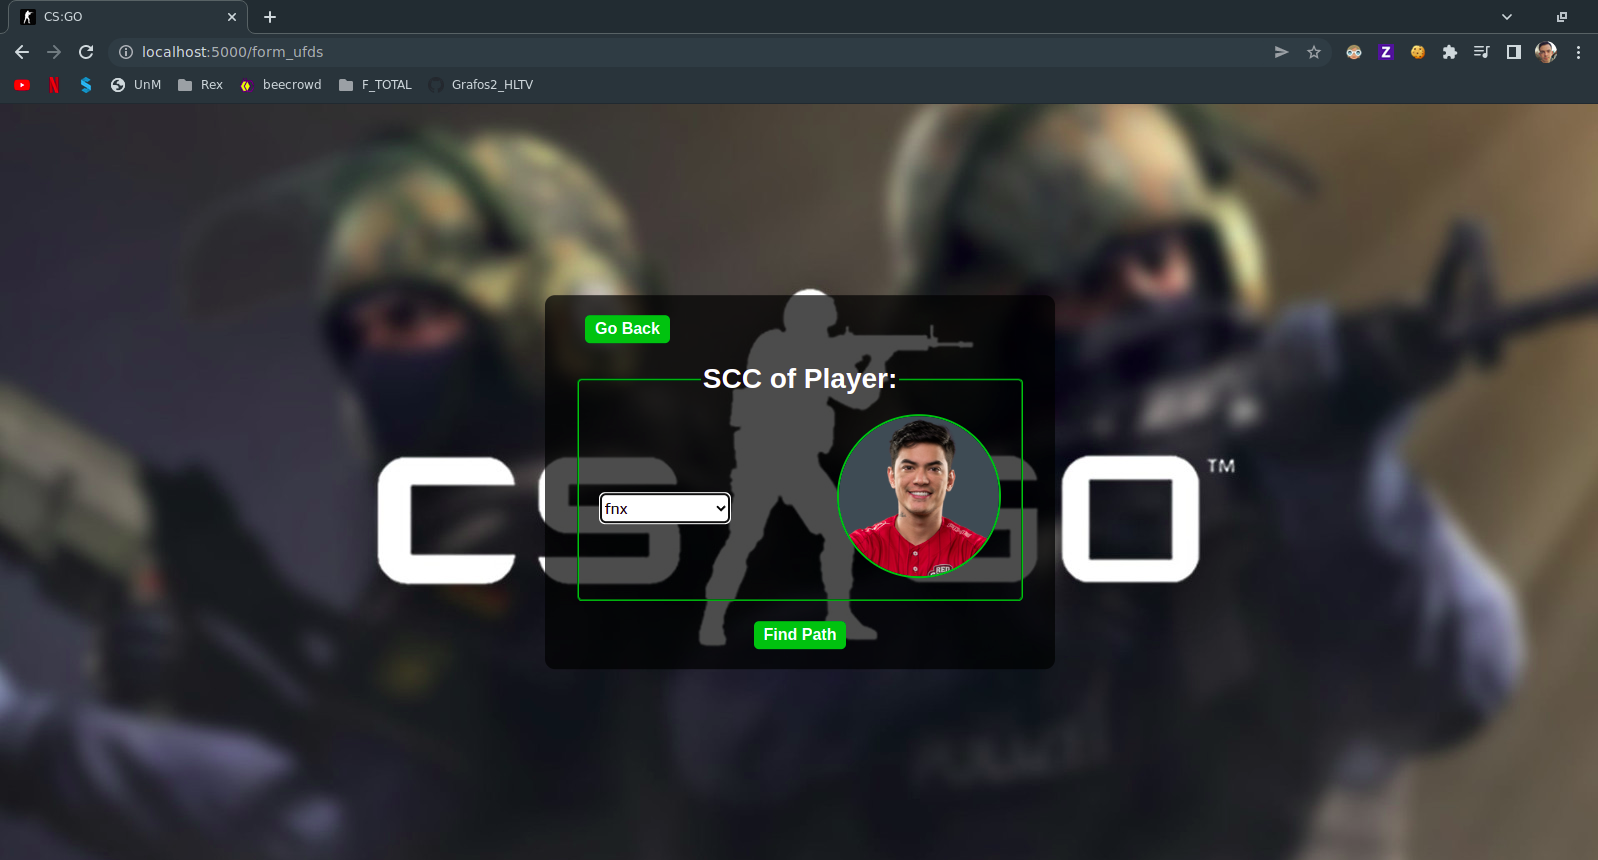 CS:GO
localhost:5000/form_ufds
UnM
Rex
beecrowd
F_TOTAL
Grafos2_HLTV
Go Back
SCC of Player:
fnx
CS GO TM
RED
Find Path